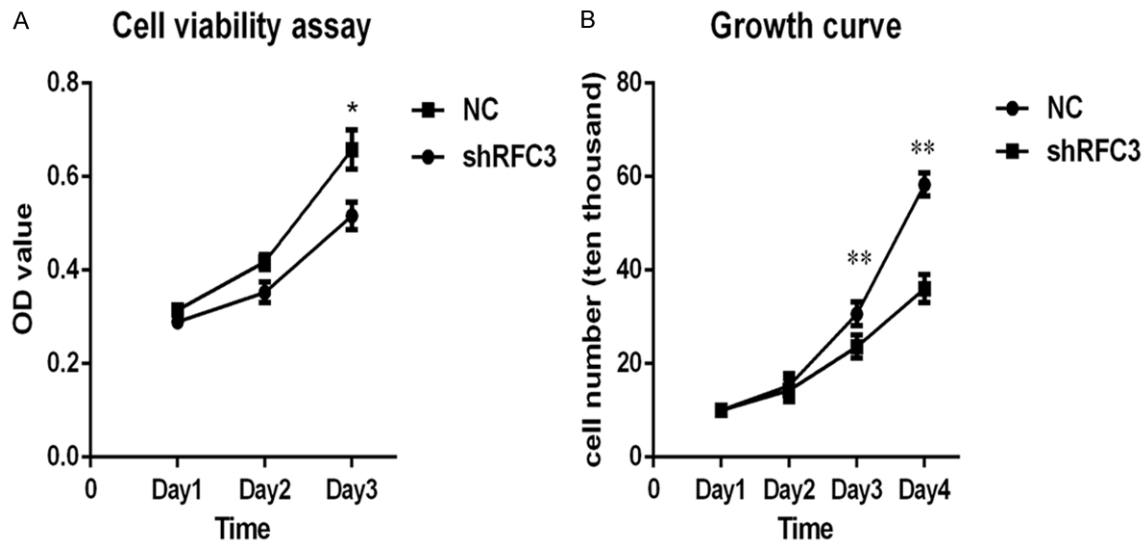 A
Cell viability assay
0.8
0.6
0.4
0.2
0.0
OD value
*
NC
shRFC3
0
Day1
Day2
Day3
Time
B
Growth curve
80
60
40
20
0
cell number (ten thousand)
**
**
NC
shRFC3
0
Day1
Day2
Day3
Day4
Time